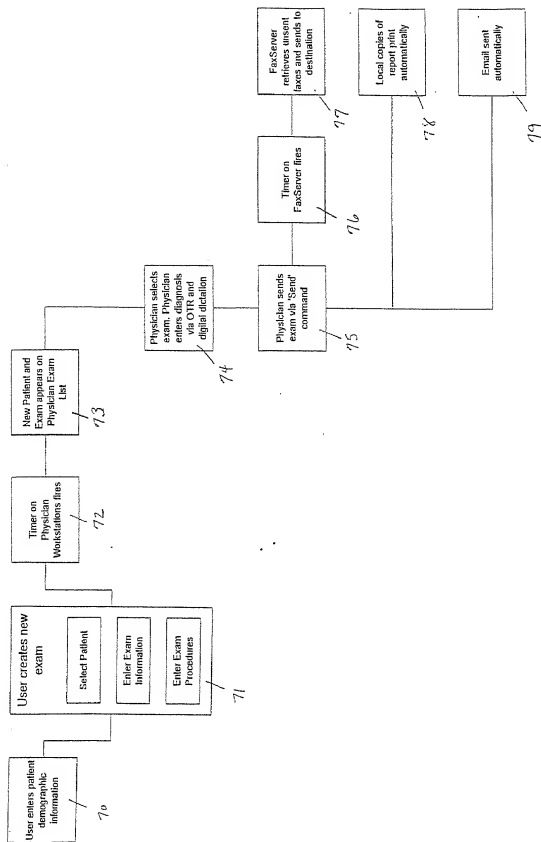 User enters patient
demographic
information
70
User creates new
exam
Select Patient
Enter Exam
Information
Enter Exam
Procedures
71
Timer on
Physician
Workstations fires
72
New Patient and
Exam appears on
Physician Exam
List
73
Physician selects
exam. Physician
enters diagnosis
via OTR and
digital dictation
74
Physician sends
exam via 'Send'
command
75
Timer on
FaxServer fires
76
FaxServer
retrieves unsent
faxes and sends to
destination
77
Local copies of
report print
automatically
78
Email sent
automatically
79